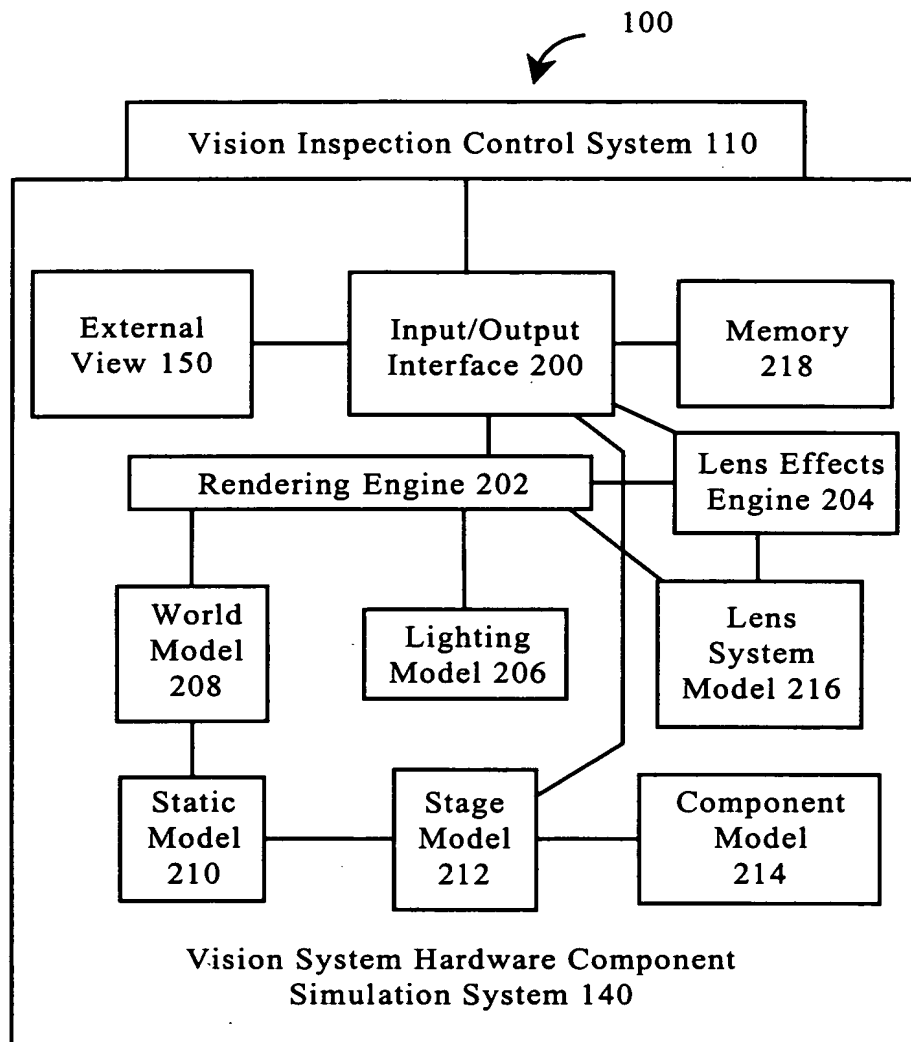 100
Vision Inspection Control System 110
External
View 150
Input/Output
Interface 200
Memory
218
Rendering Engine 202
Lens Effects
Engine 204
World
Model
208
Lighting
Model 206
Lens
System
Model 216
Static
Model
210
Stage
Model
212
Component
Model
214
Vision System Hardware Component
Simulation System 140